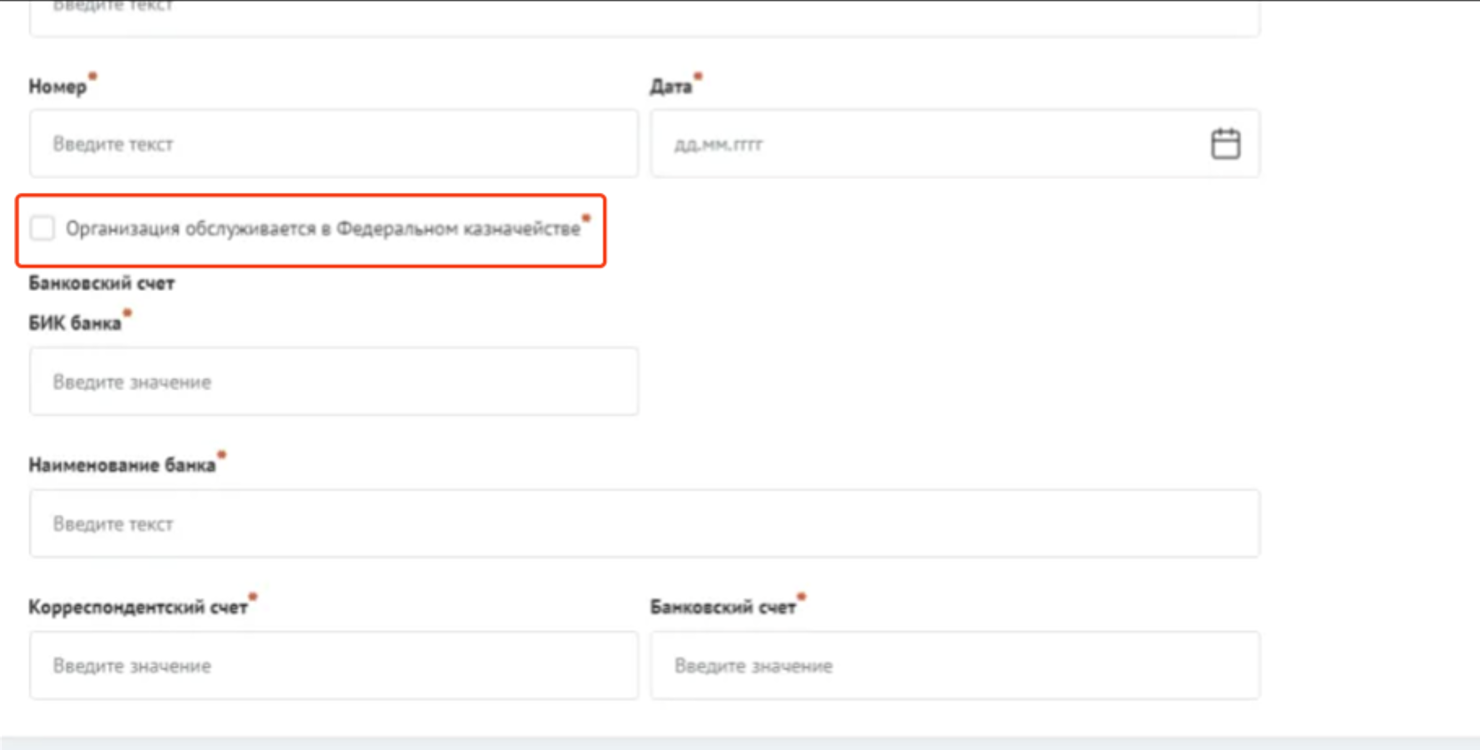 Введите текст
Номер*
Дата*
Введите текст
дд.мм.гггг
Организация обслуживается в Федеральном казначействе*
Банковский счет
БИК банка*
Введите значение
Наименование банка*
Введите текст
Корреспондентский счет*
Банковский счет*
Введите значение
Введите значение